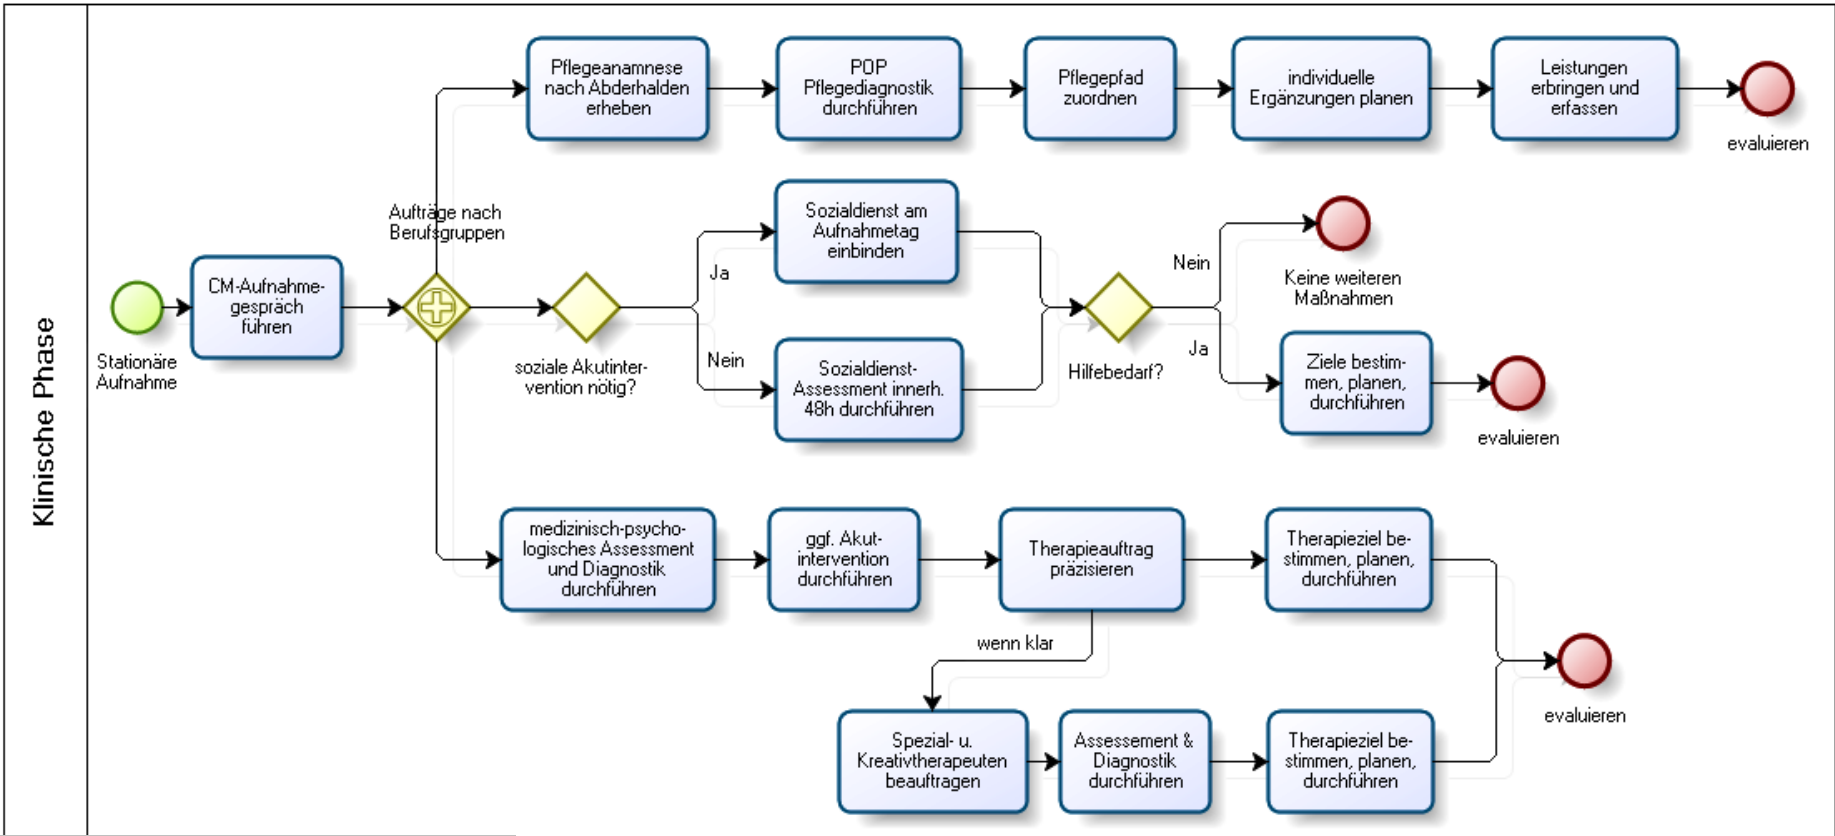 Klinische Phase
Stationäre
Aufnahme
CM-Aufnahme-
gespräch
führen
Aufträge nach
Berufsgruppen
Pflegeanamnese
nach Abderhalden
erheben
POP
Pflegediagnostik
durchführen
Pflegepfad
zuordnen
individuelle
Ergänzungen planen
Leistungen
erbringen und
erfassen
evaluieren
soziale Akutinter-
vention nötig?
Ja
Nein
Sozialdienst am
Aufnahmetag
einbinden
Sozialdienst-
Assessment innerh.
48h durchführen
Hilfebedarf?
Nein
Ja
Keine weiteren
Maßnahmen
Ziele bestim-
men, planen,
durchführen
evaluieren
medizinisch-psycho-
logisches Assessment
und Diagnostik
durchführen
ggf. Akut-
intervention
durchführen
Therapieauftrag
präzisieren
Therapieziel be-
stimmen, planen,
durchführen
wenn klar
Spezial- u.
Kreativtherapeuten
beauftragen
Assessement &
Diagnostik
durchführen
Therapieziel be-
stimmen, planen,
durchführen
evaluieren